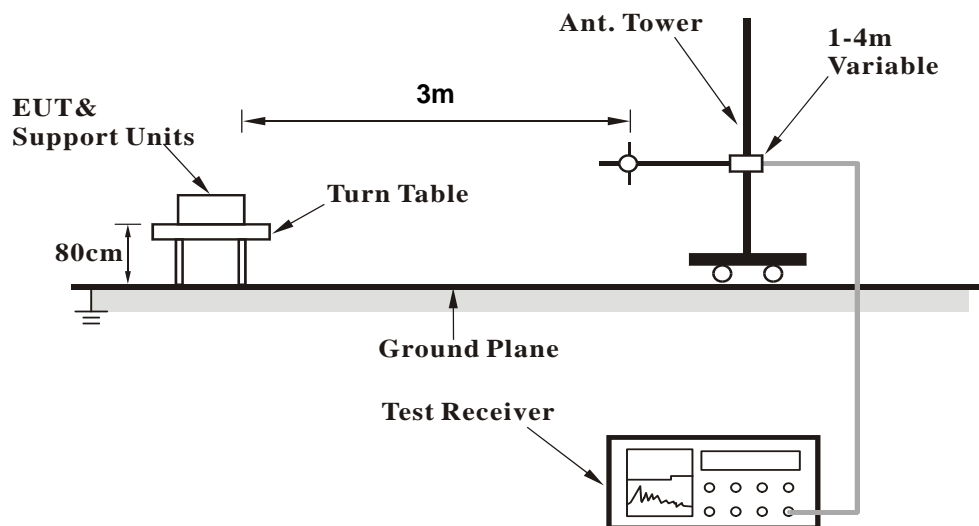 Ant. Tower
1-4m
Variable
3m
EUT&
Support Units
Turn Table
80cm
Ground Plane
Test Receiver